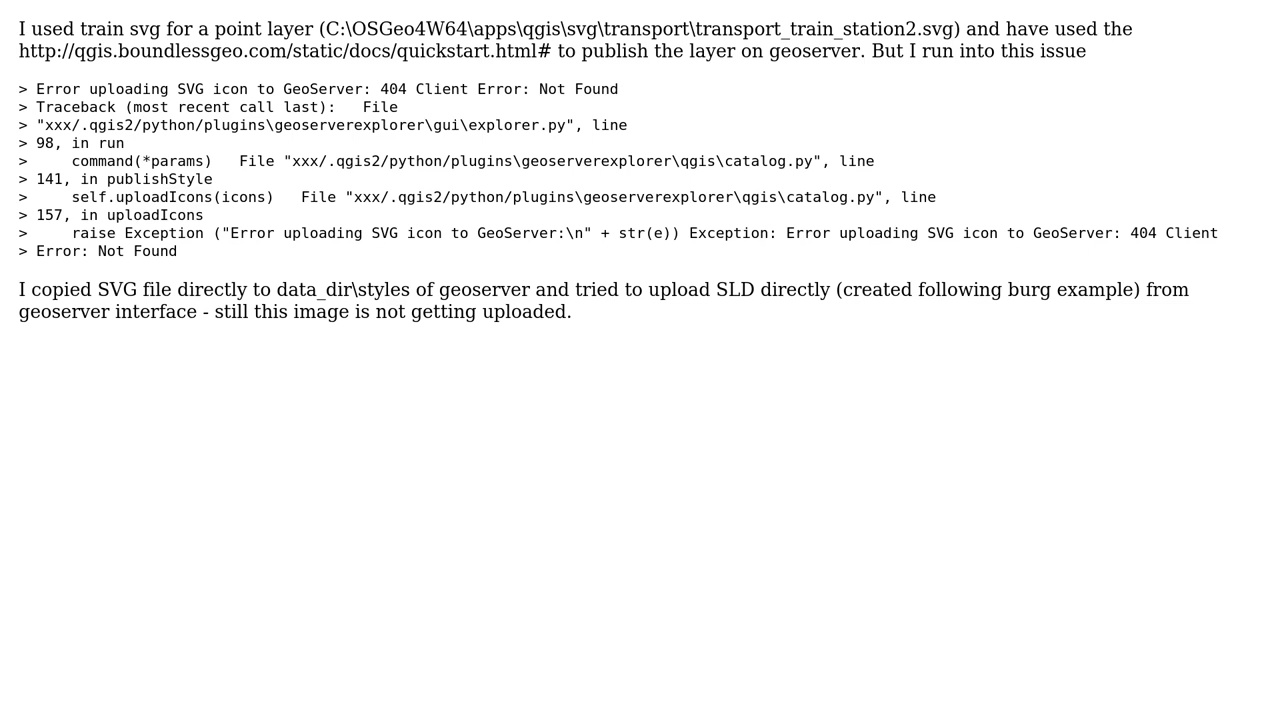 I used train svg for a point layer (C:\OSGeo4W64\apps\qgis\svg\transport\transport_train_station2.svg) and have used the
http://qgis.boundlessgeo.com/static/docs/quickstart.html# to publish the layer on geoserver. But I run into this issue
> Error uploading SVG icon to GeoServer: 404 Client Error: Not Found
> Traceback (most recent call last):   File
> "xxx/.qgis2/python/plugins\geoserverexplorer\gui\explorer.py", line
> 98, in run
>     command(*params)   File "xxx/.qgis2/python/plugins\geoserverexplorer\qgis\catalog.py", line
> 141, in publishStyle
>     self.uploadIcons(icons)   File "xxx/.qgis2/python/plugins\geoserverexplorer\qgis\catalog.py", line
> 157, in uploadIcons
>     raise Exception ("Error uploading SVG icon to GeoServer:\n" + str(e)) Exception: Error uploading SVG icon to GeoServer: 404 Client
> Error: Not Found
I copied SVG file directly to data_dir\styles of geoserver and tried to upload SLD directly (created following burg example) from
geoserver interface - still this image is not getting uploaded.